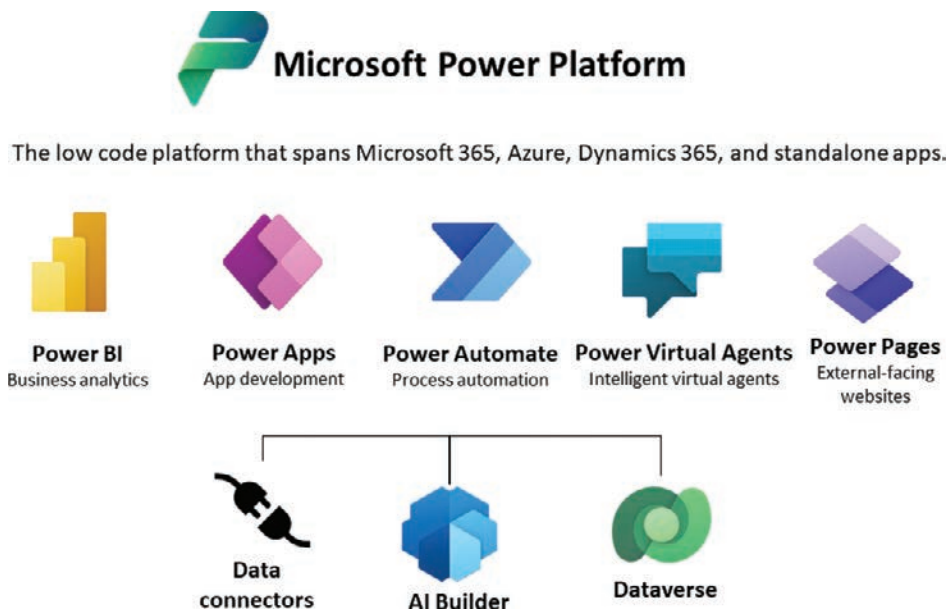 Microsoft Power Platform
The low code platform that spans Microsoft 365, Azure, Dynamics 365, and standalone apps.
Power BI
Business analytics
Power Apps
App development
Power Automate
Process automation
Power Virtual Agents
Intelligent virtual agents
Power Pages
External-facing
websites
Data
connectors
AI Builder
Dataverse